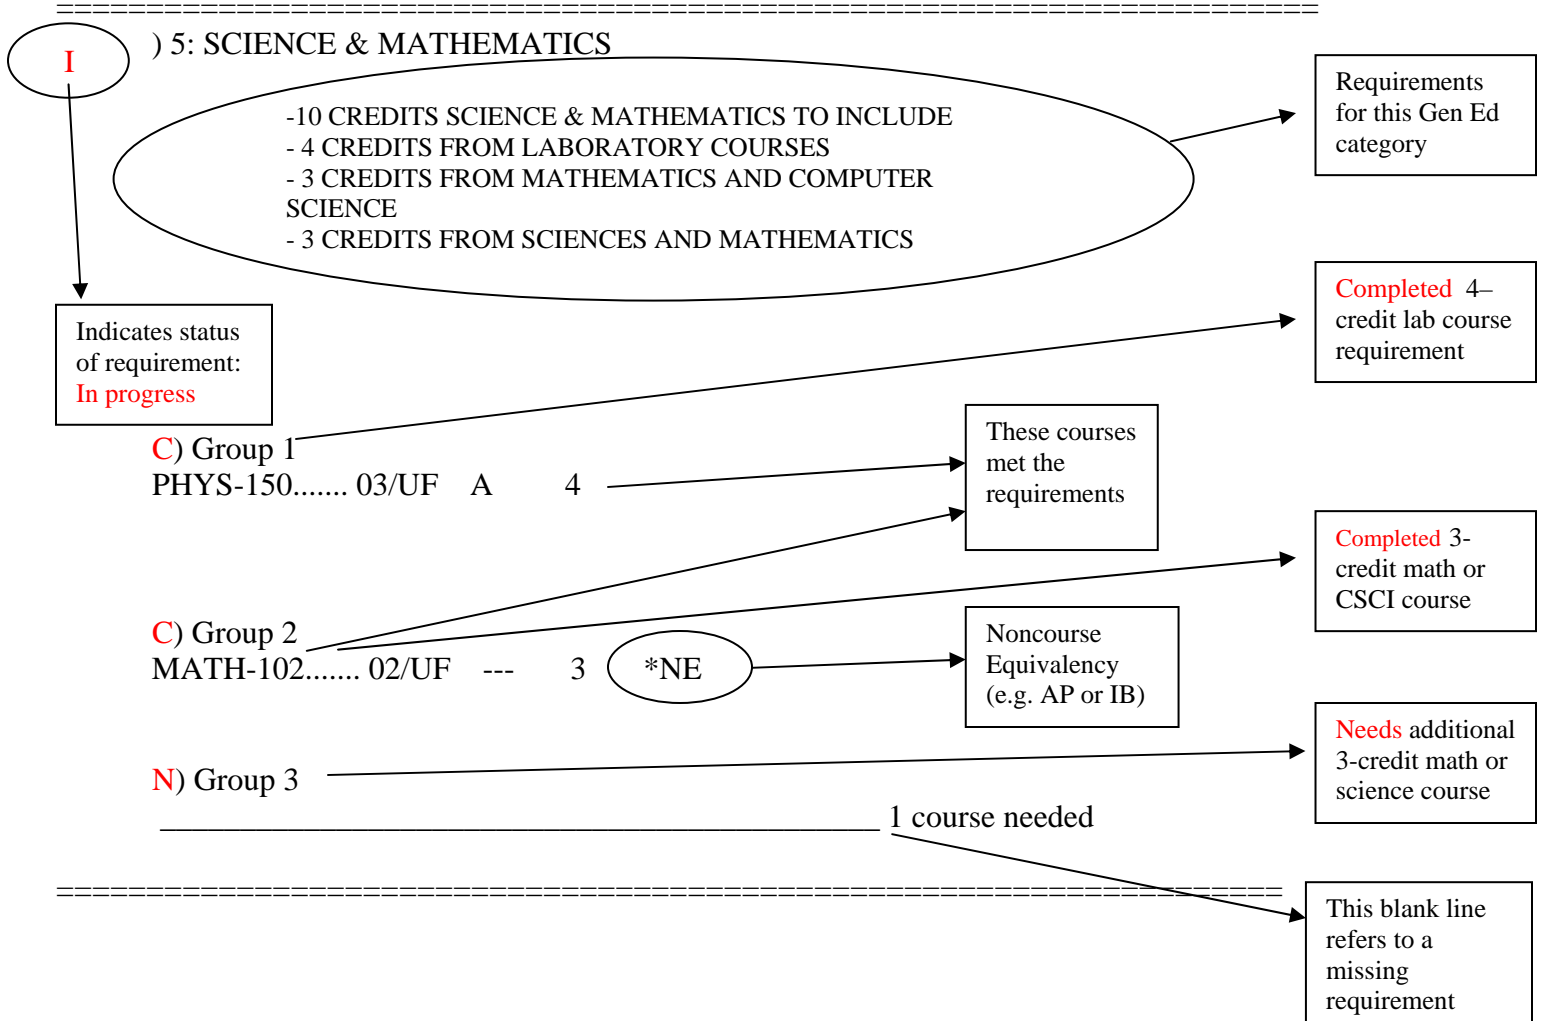 I
) 5: SCIENCE & MATHEMATICS
-10 CREDITS SCIENCE & MATHEMATICS TO INCLUDE
- 4 CREDITS FROM LABORATORY COURSES
- 3 CREDITS FROM MATHEMATICS AND COMPUTER
SCIENCE
- 3 CREDITS FROM SCIENCES AND MATHEMATICS
Requirements
for this Gen Ed
category
Indicates status
of requirement:
In progress
Completed 4–
credit lab course
requirement
C) Group 1
PHYS-150....... 03/UF A 4
These courses
met the
requirements
Completed 3-
credit math or
CSCI course
C) Group 2
MATH-102....... 02/UF --- 3 *NE
Noncourse
Equivalency
(e.g. AP or IB)
Needs additional
3-credit math or
science course
N) Group 3
_____________________________________________ 1 course needed
This blank line
refers to a
missing
requirement